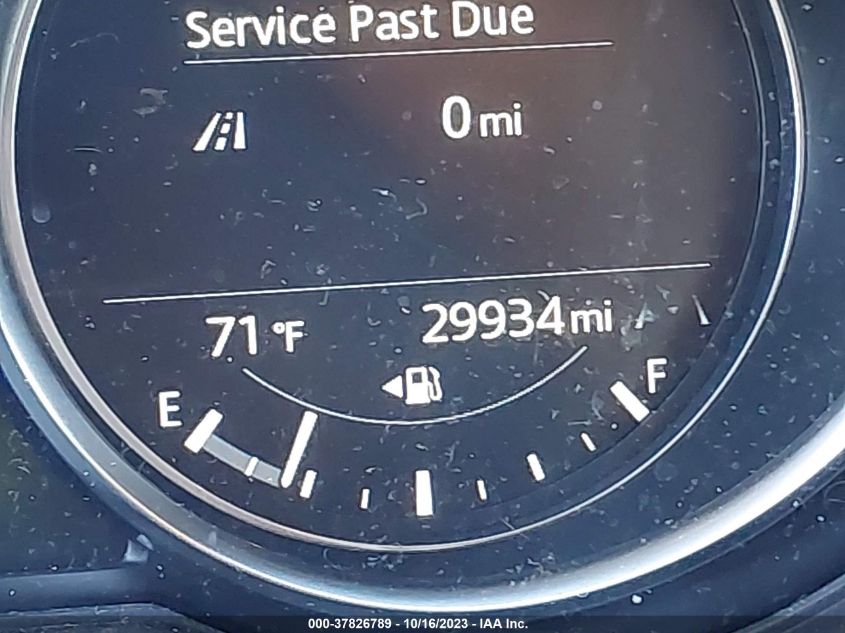 Service Past Due
0 mi
71 °F 29934 mi
E F
000-37826789 - 10/16/2023 - IAA Inc.